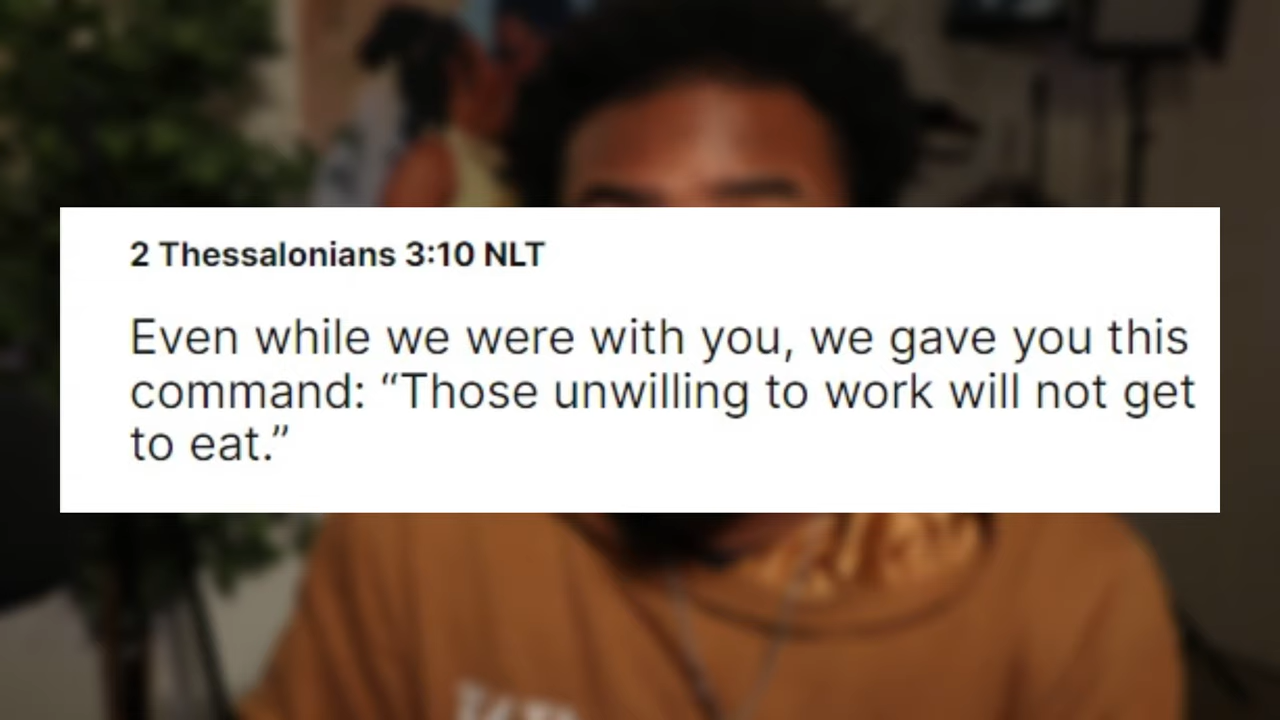 2 Thessalonians 3:10 NLT
Even while we were with you, we gave you this
command: “Those unwilling to work will not get
to eat.”